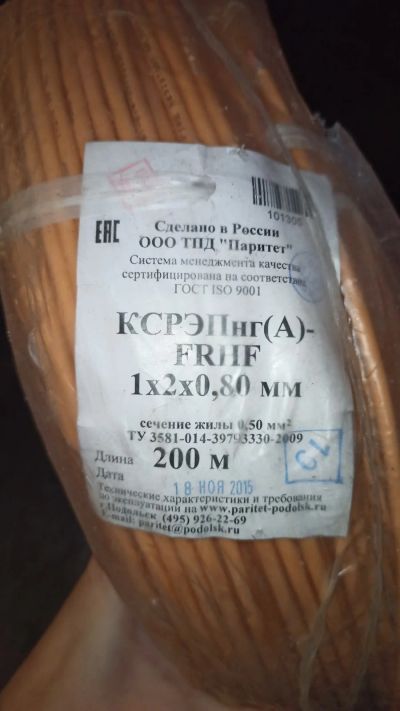 101305
EAC
Сделано в России
ООО ТПД "Паритет"
Система менеджмента качества
сертифицирована на соответствие
ГОСТ ISO 9001
КСРЭПнг(А)-
FRHF
1x2x0,80 мм
сечение жилы 0,50 мм²
ТУ 3581-014-39793330-2009
Длина 200 м
Дата 18 НОЯ 2015
Технические характеристики и требования
по эксплуатации на www.paritet-podolsk.ru
г.Подольск (495) 926-22-69
E-mail: paritet@podolsk.ru